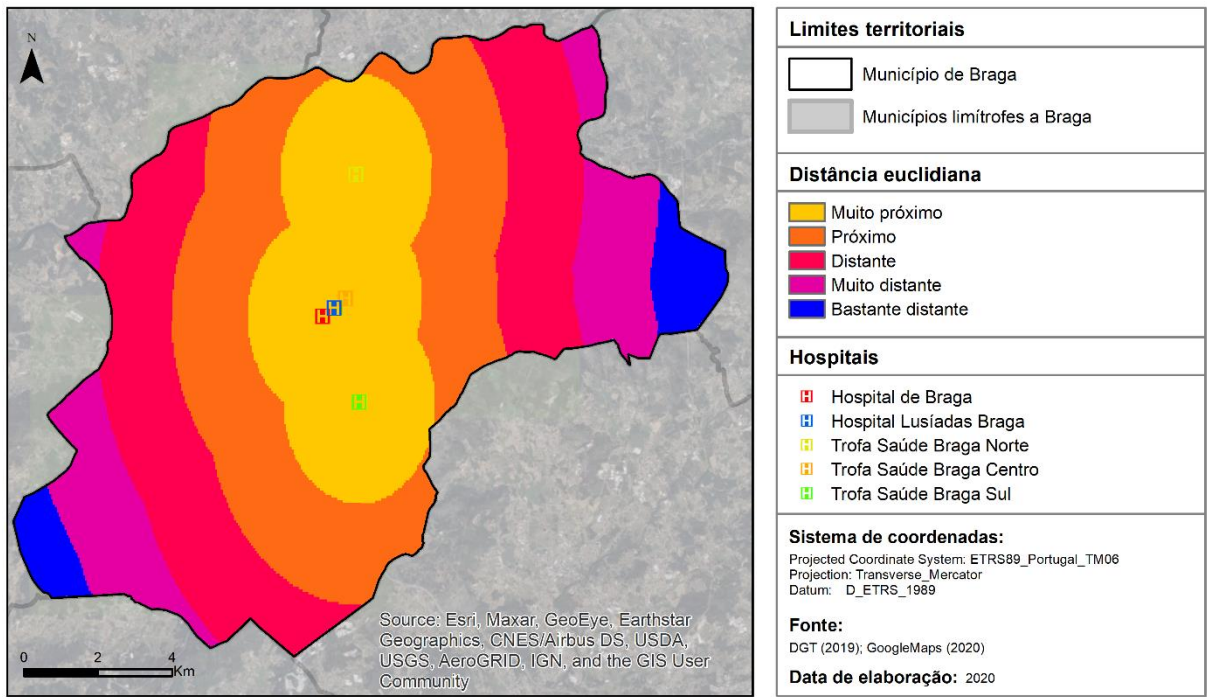 N
Source: Esri, Maxar, GeoEye, Earthstar
Geographics, CNES/Airbus DS, USDA,
USGS, AeroGRID, IGN, and the GIS User
Community
0 2 4
Km
Limites territoriais
Município de Braga
Municípios limítrofes a Braga
Distância euclidiana
Muito próximo
Próximo
Distante
Muito distante
Bastante distante
Hospitais
H Hospital de Braga
H Hospital Lusíadas Braga
H Trofa Saúde Braga Norte
H Trofa Saúde Braga Centro
H Trofa Saúde Braga Sul
Sistema de coordenadas:
Projected Coordinate System: ETRS89_Portugal_TM06
Projection: Transverse_Mercator
Datum: D_ETRS_1989
Fonte:
DGT (2019); GoogleMaps (2020)
Data de elaboração: 2020
H
H
H
H
H